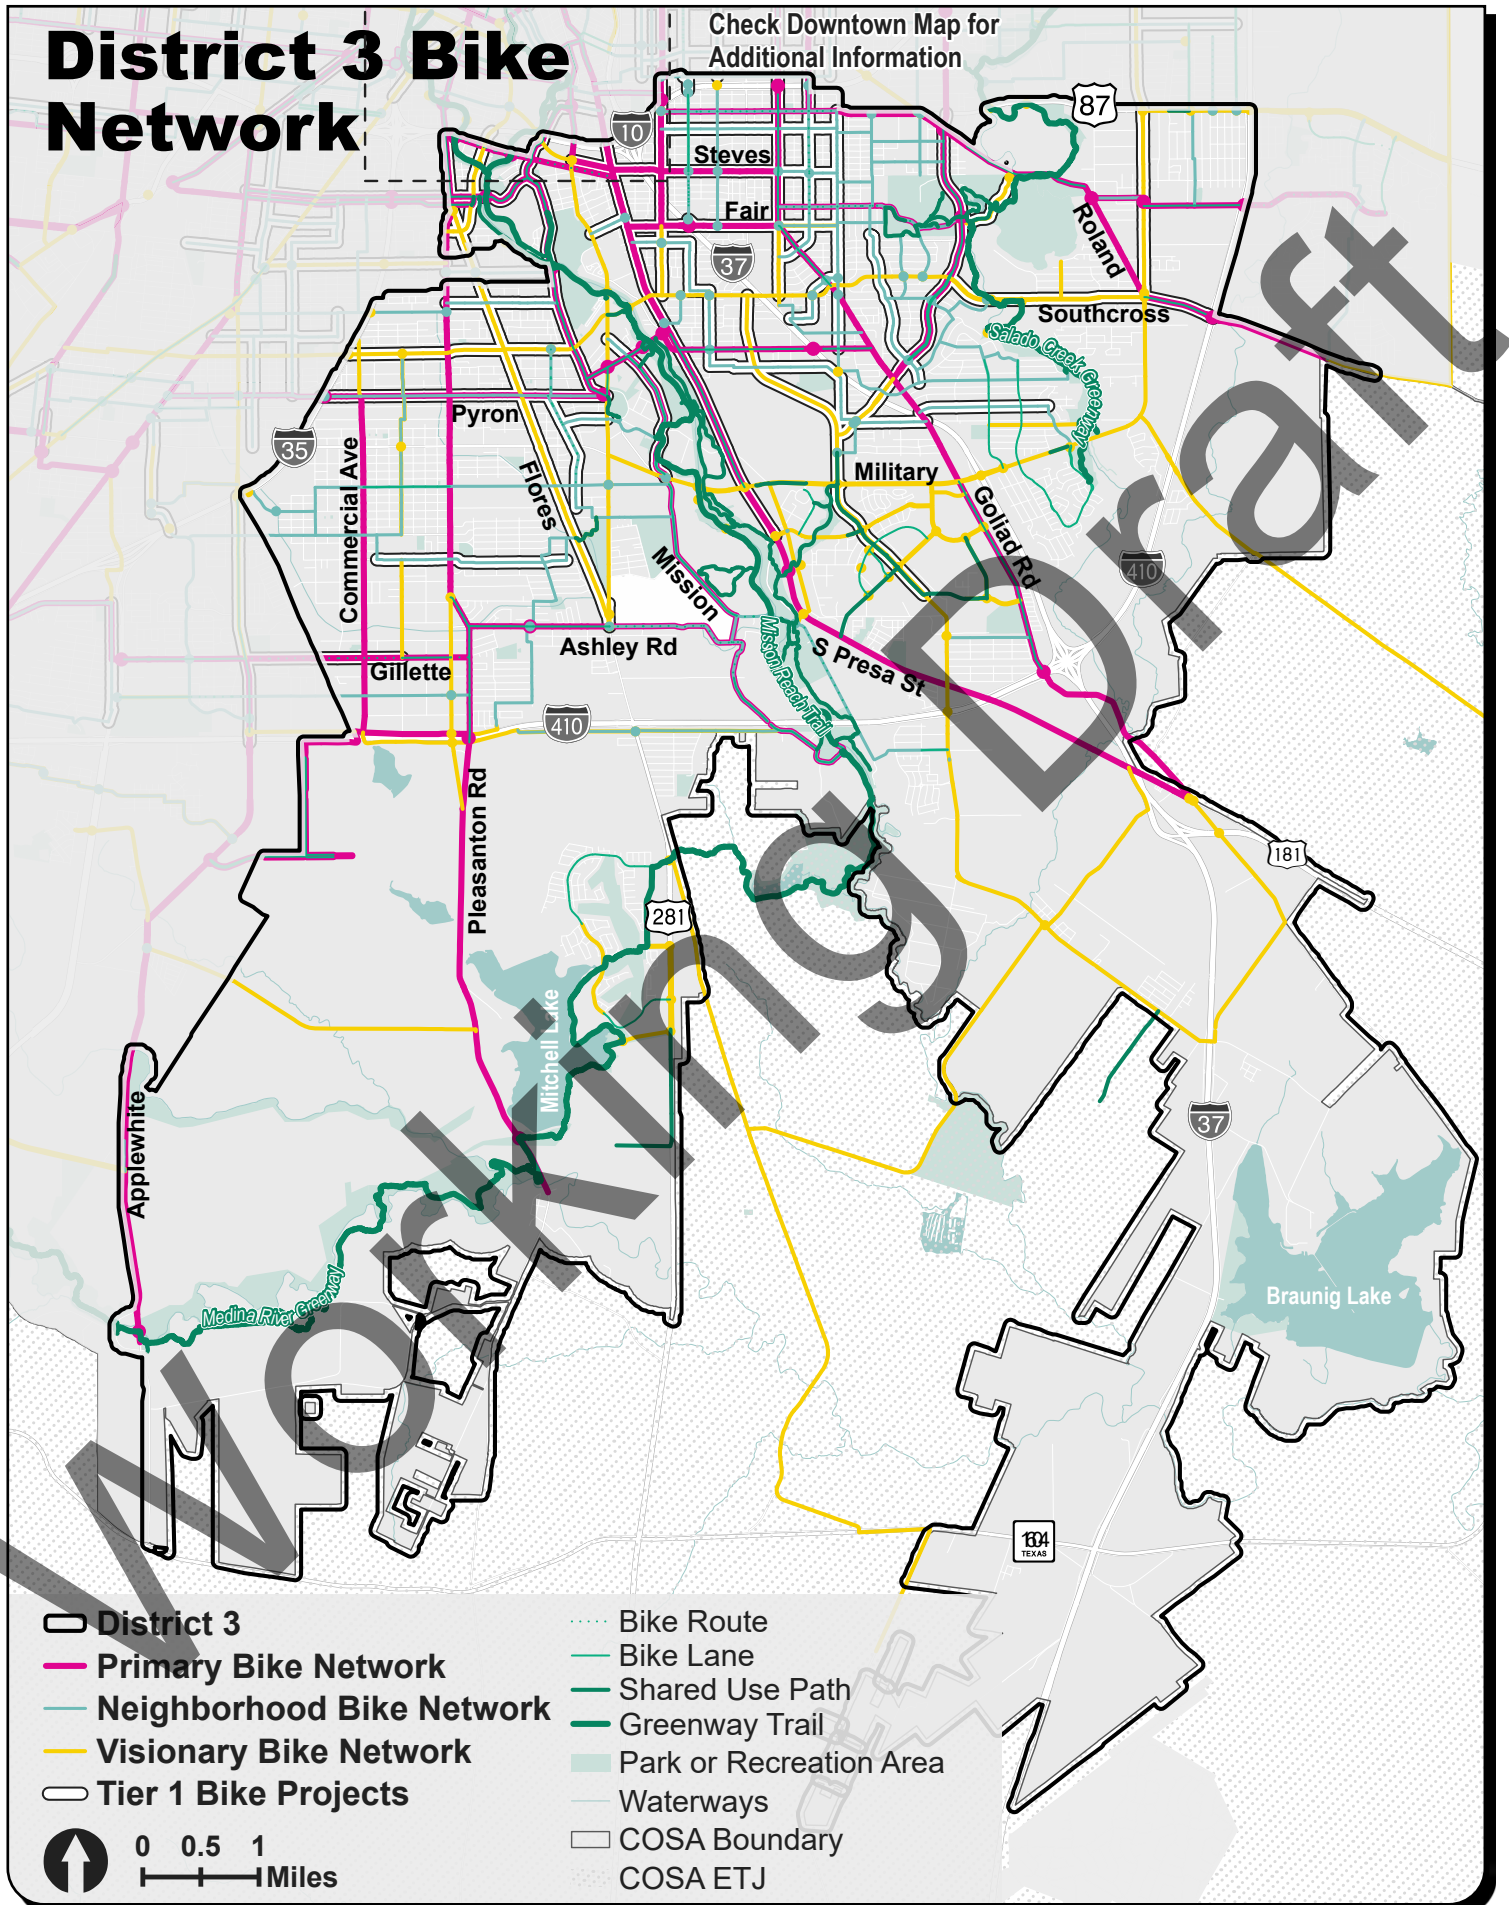 District 3 Bike
Network
Check Downtown Map for
Additional Information
87
10
Steves
Fair
37
Roland
Southcross
Salado Creek Greenway
Pyron
35
Commercial Ave
Flores
Military
Goliad Rd
410
Mission
Ashley Rd
Gillette
S Presa St
Mission Reach Trail
410
Pleasanton Rd
181
281
Mitchell Lake
Applewhite
37
Braunig Lake
Medina River Greenway
1604
TEXAS
Working Draft
District 3
Primary Bike Network
Neighborhood Bike Network
Visionary Bike Network
Tier 1 Bike Projects
0 0.5 1
Miles
Bike Route
Bike Lane
Shared Use Path
Greenway Trail
Park or Recreation Area
Waterways
COSA Boundary
COSA ETJ